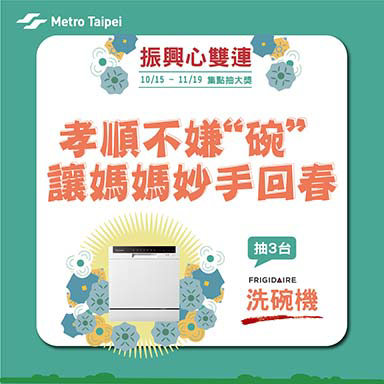 Metro Taipei
振興心雙連
10/15 - 11/19 集點抽大獎
孝順不嫌“碗”
讓媽媽妙手回春
抽3台
FRIGIDAIRE
洗碗機